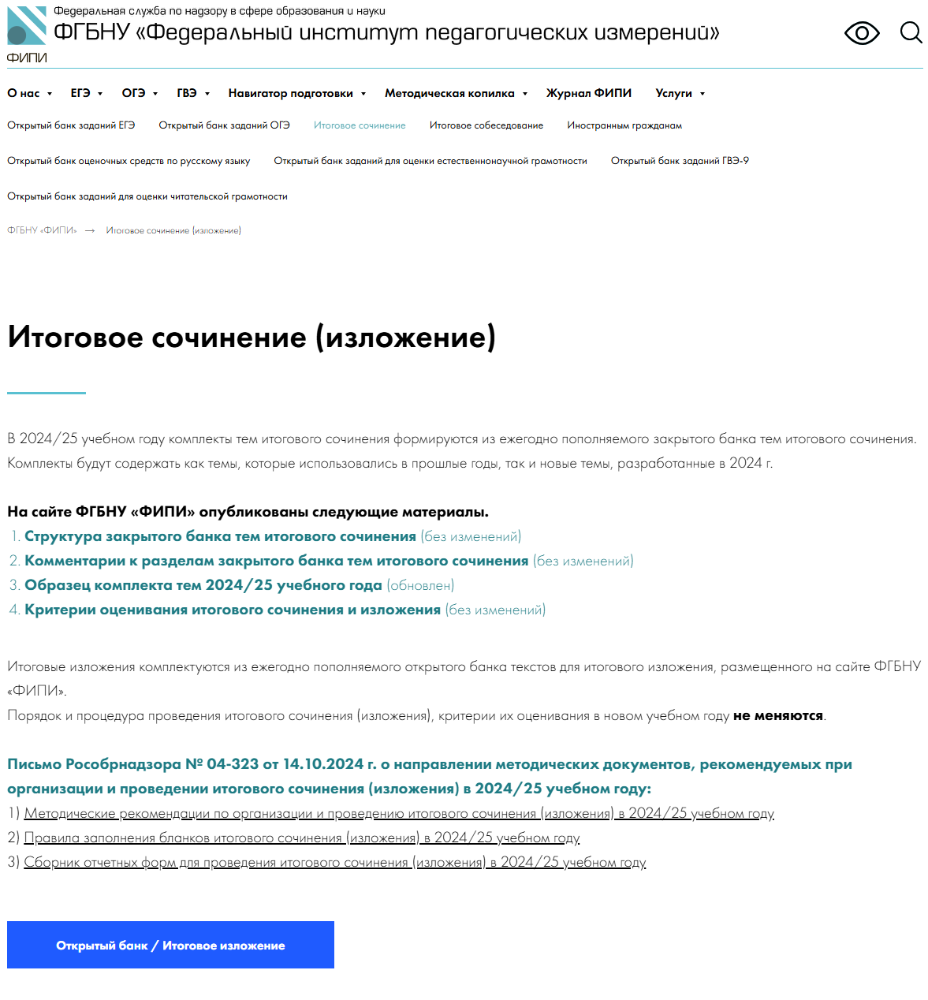 Федеральная служба по надзору в сфере образования и науки
ФГБНУ «Федеральный институт педагогических измерений»
ФИПИ
О нас ЕГЭ ОГЭ ГВЭ Навигатор подготовки Методическая копилка Журнал ФИПИ Услуги
Открытый банк заданий ЕГЭ Открытый банк заданий ОГЭ Итоговое сочинение Итоговое собеседование Иностранным гражданам
Открытый банк оценочных средств по русскому языку Открытый банк заданий для оценки естественнонаучной грамотности Открытый банк заданий ГВЭ-9
Открытый банк заданий для оценки читательской грамотности
ФГБНУ «ФИПИ» → Итоговое сочинение (изложение)
Итоговое сочинение (изложение)
В 2024/25 учебном году комплекты тем итогового сочинения формируются из ежегодно пополняемого закрытого банка тем итогового сочинения.
Комплекты будут содержать как темы, которые использовались в прошлые годы, так и новые темы, разработанные в 2024 г.
На сайте ФГБНУ «ФИПИ» опубликованы следующие материалы.
1. Структура закрытого банка тем итогового сочинения (без изменений)
2. Комментарии к разделам закрытого банка тем итогового сочинения (без изменений)
3. Образец комплекта тем 2024/25 учебного года (обновлен)
4. Критерии оценивания итогового сочинения и изложения (без изменений)
Итоговые изложения комплектуются из ежегодно пополняемого открытого банка текстов для итогового изложения, размещенного на сайте ФГБНУ
«ФИПИ».
Порядок и процедура проведения итогового сочинения (изложения), критерии их оценивания в новом учебном году не меняются.
Письмо Рособрнадзора № 04-323 от 14.10.2024 г. о направлении методических документов, рекомендуемых при
организации и проведении итогового сочинения (изложения) в 2024/25 учебном году:
1) Методические рекомендации по организации и проведению итогового сочинения (изложения) в 2024/25 учебном году
2) Правила заполнения бланков итогового сочинения (изложения) в 2024/25 учебном году
3) Сборник отчетных форм для проведения итогового сочинения (изложения) в 2024/25 учебном году
Открытый банк / Итоговое изложение